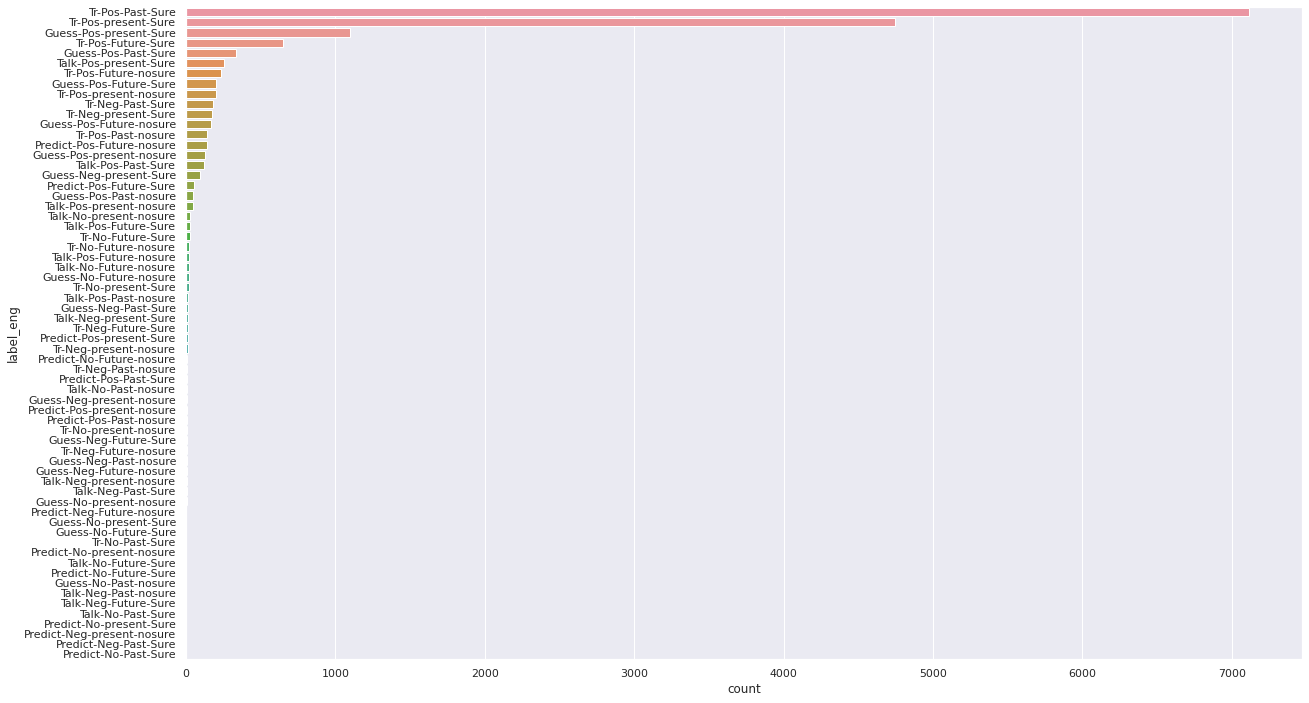 Tr-Pos-Past-Sure
Tr-Pos-present-Sure
Guess-Pos-present-Sure
Tr-Pos-Future-Sure
Guess-Pos-Past-Sure
Talk-Pos-present-Sure
Tr-Pos-Future-nosure
Guess-Pos-Future-Sure
Tr-Pos-present-nosure
Tr-Neg-Past-Sure
Tr-Neg-present-Sure
Guess-Pos-Future-nosure
Tr-Pos-Past-nosure
Predict-Pos-Future-nosure
Guess-Pos-present-nosure
Talk-Pos-Past-Sure
Guess-Neg-present-Sure
Predict-Pos-Future-Sure
Guess-Pos-Past-nosure
Talk-Pos-present-nosure
Talk-No-present-nosure
Talk-Pos-Future-Sure
Tr-No-Future-Sure
Tr-No-Future-nosure
Talk-Pos-Future-nosure
Talk-No-Future-nosure
Guess-No-Future-nosure
Tr-No-present-Sure
Talk-Pos-Past-nosure
Guess-Neg-Past-Sure
Talk-Neg-present-Sure
Tr-Neg-Future-Sure
Predict-Pos-present-Sure
Tr-Neg-present-nosure
Predict-No-Future-nosure
Tr-Neg-Past-nosure
Predict-Pos-Past-Sure
Talk-No-Past-nosure
Guess-Neg-present-nosure
Predict-Pos-present-nosure
Predict-Pos-Past-nosure
Tr-No-present-nosure
Guess-Neg-Future-Sure
Tr-Neg-Future-nosure
Guess-Neg-Past-nosure
Guess-Neg-Future-nosure
Talk-Neg-present-nosure
Talk-Neg-Past-Sure
Guess-No-present-nosure
Predict-Neg-Future-nosure
Guess-No-present-Sure
Guess-No-Future-Sure
Tr-No-Past-Sure
Predict-No-present-nosure
Talk-No-Future-Sure
Predict-No-Future-Sure
Guess-No-Past-nosure
Talk-Neg-Past-nosure
Talk-Neg-Future-Sure
Talk-No-Past-Sure
Predict-No-present-Sure
Predict-Neg-present-nosure
Predict-Neg-Past-Sure
Predict-No-Past-Sure
label_eng
0 1000 2000 3000 4000 5000 6000 7000
count